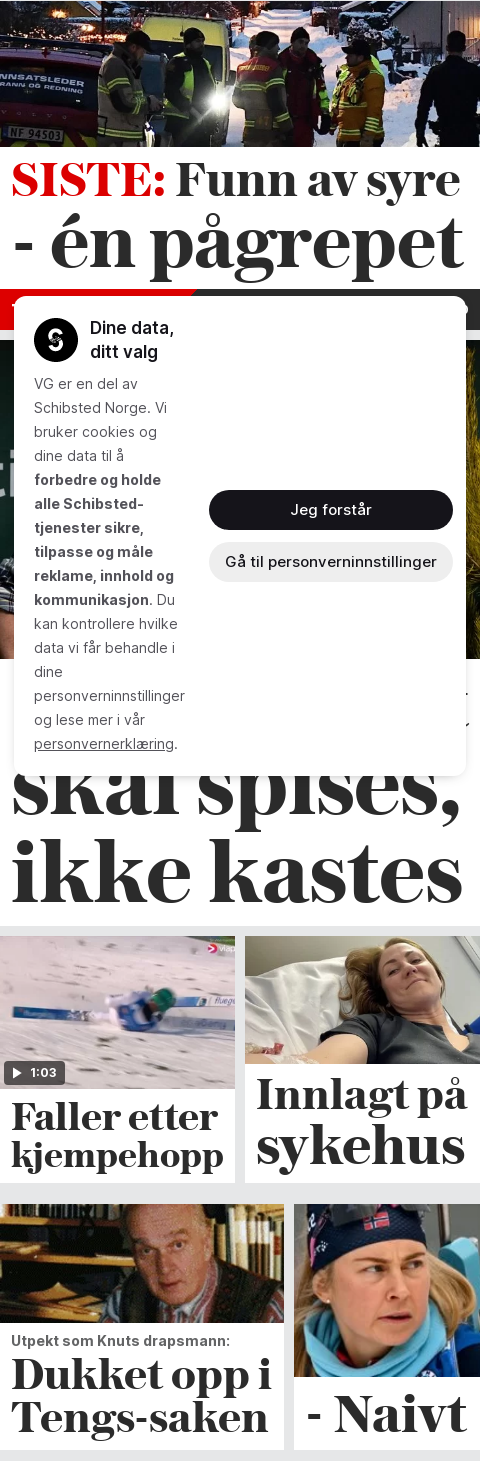 NNSATSLEDER
RANN OG REDNING
NF 94503
SISTE: Funn av syre
- én pågrepet
Dine data,
ditt valg
VG er en del av
Schibsted Norge. Vi
bruker cookies og
dine data til å
forbedre og holde
alle Schibsted-
tjenester sikre,
tilpasse og måle
reklame, innhold og
kommunikasjon. Du
kan kontrollere hvilke
data vi får behandle i
dine
personverninnstillinger
og lese mer i vår
personvernerklæring.
Jeg forstår
Gå til personverninnstillinger
skal spises,
ikke kastes
1:03
Faller etter
kjempehopp
Innlagt på
sykehus
Utpekt som Knuts drapsmann:
Dukket opp i
Tengs-saken
- Naivt